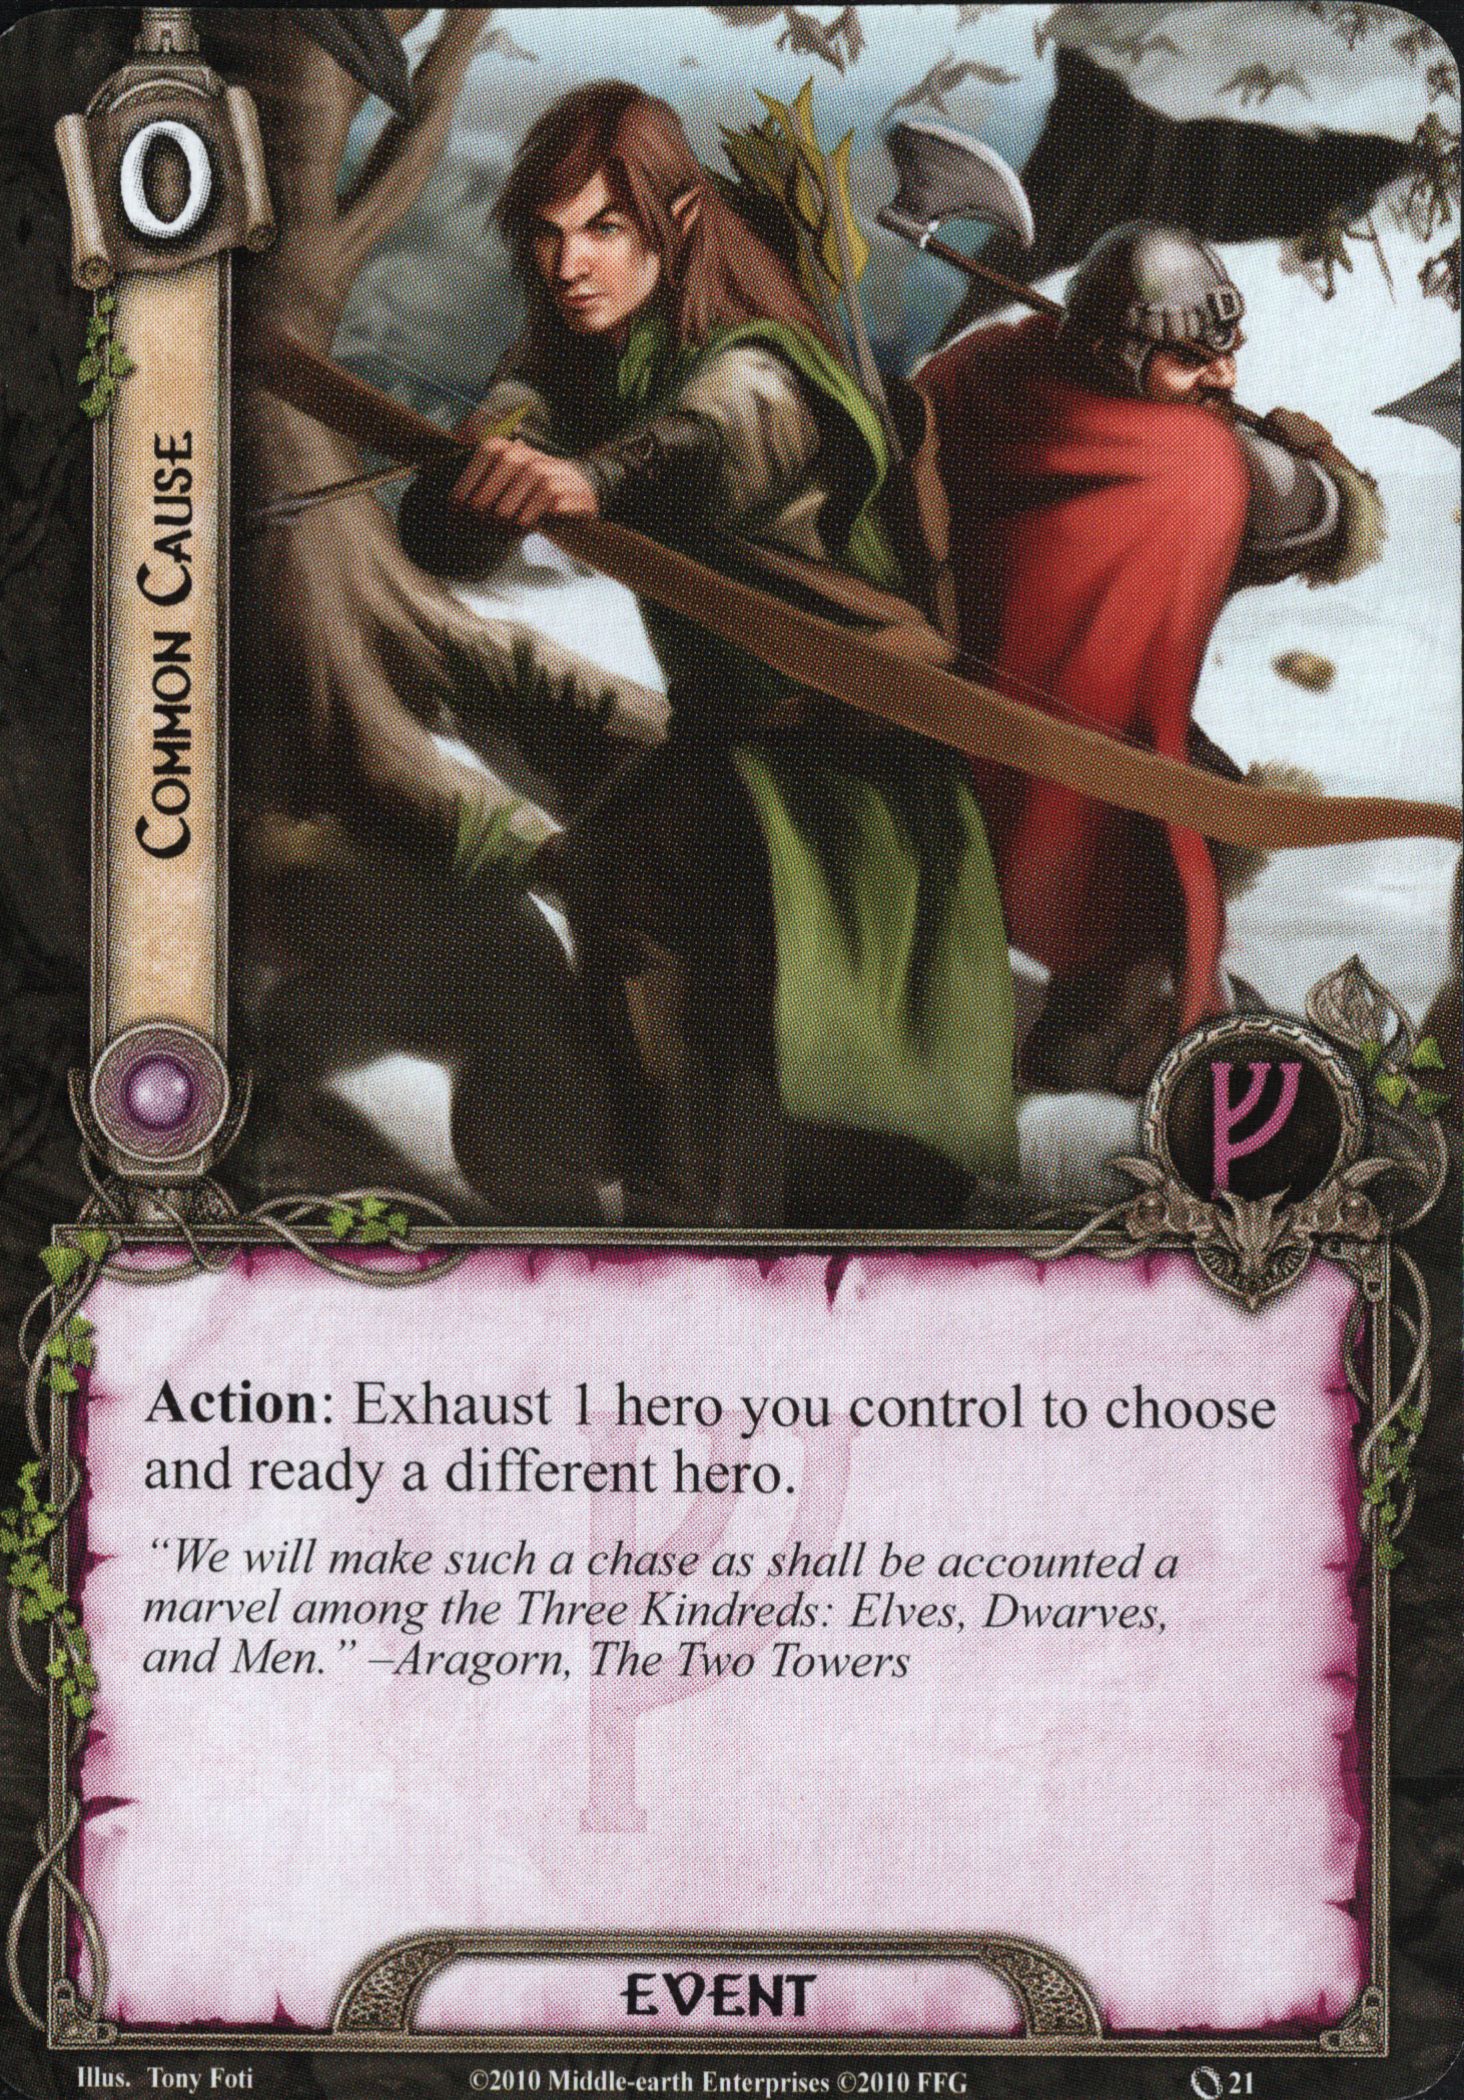 0
COMMON CAUSE
Action: Exhaust 1 hero you control to choose
and ready a different hero.
“We will make such a chase as shall be accounted a
marvel among the Three Kindreds: Elves, Dwarves,
and Men.” –Aragorn, The Two Towers
EVENT
Illus. Tony Foti
©2010 Middle-earth Enterprises ©2010 FFG
21